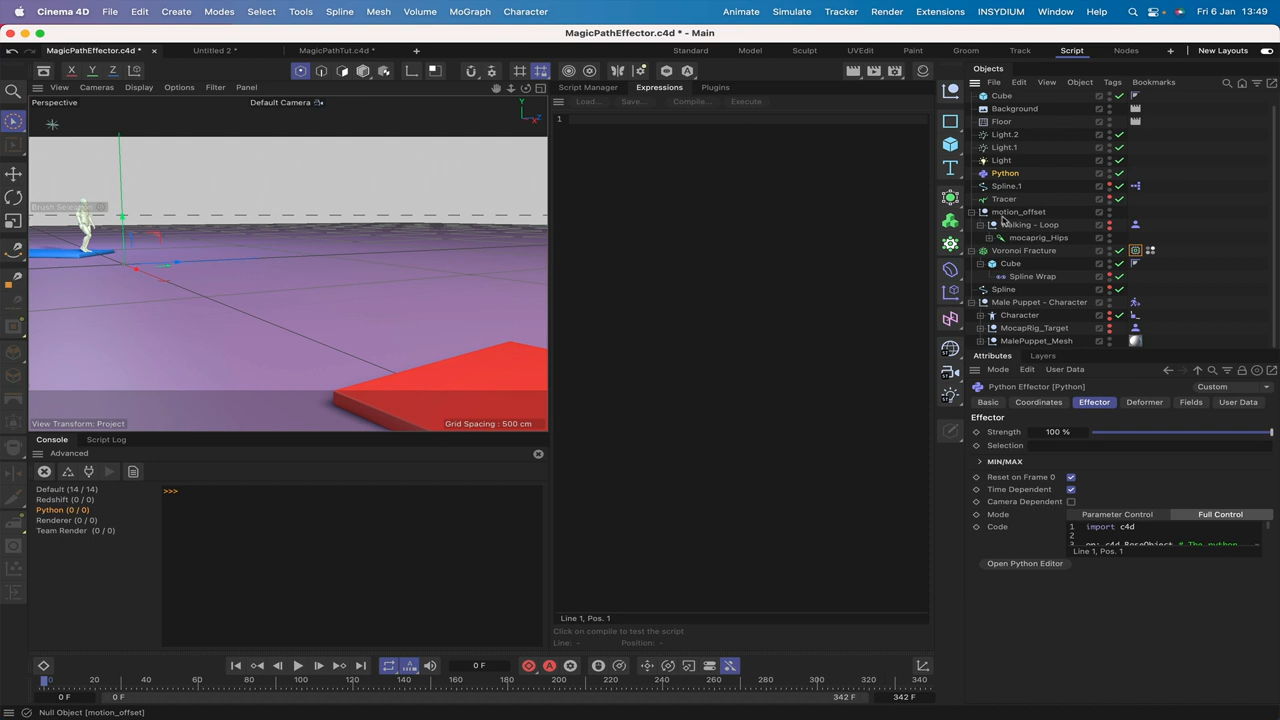 Cinema 4D File Edit Create Modes Select Tools Spline Mesh Volume MoGraph Character Animate Simulate Tracker Render Extensions INSYDIUM Window Help Fri 6 Jan 13:49
MagicPathEffector.c4d * - Main
MagicPathEffector.c4d * Untitled 2 * MagicPathTut.c4d * Standard Model Sculpt UVEdit Paint Groom Track Script Nodes New Layouts
X Y Z
Objects
File Edit View Object Tags Bookmarks
View Cameras Display Options Filter Panel
Script Manager Expressions Plugins
Load... Save... Compile... Execute
Perspective
Default Camera
Y
X
1
Brush Selection
View Transform: Project
Grid Spacing : 500 cm
Cube
Background
Floor
Light.2
Light.1
Light
Python
Spline.1
Tracer
motion_offset
Walking - Loop
mocaprig_Hips
Voronoi Fracture
Cube
Spline Wrap
Spline
Male Puppet - Character
Character
MocapRig_Target
MalePuppet_Mesh
Attributes Layers
Mode Edit User Data
Python Effector [Python]
Custom
Basic Coordinates Effector Deformer Fields User Data
Effector
Strength 100 %
Selection
MIN/MAX
Reset on Frame 0
Time Dependent
Camera Dependent
Mode Parameter Control Full Control
Code 1 import c4d
2
3 op: c4d.BaseObject # The python
Line 1, Pos. 1
Open Python Editor
Console Script Log
Advanced
Default (14 / 14)
Redshift (0 / 0)
Python (0 / 0)
Renderer (0 / 0)
Team Render (0 / 0)
>>>
Line 1, Pos. 1
Click on compile to test the script
Line: - Position: -
0 F
0 20 40 60 80 100 120 140 160 180 200 220 240 260 280 300 320 340
0 F 0 F 342 F 342 F
Null Object [motion_offset]